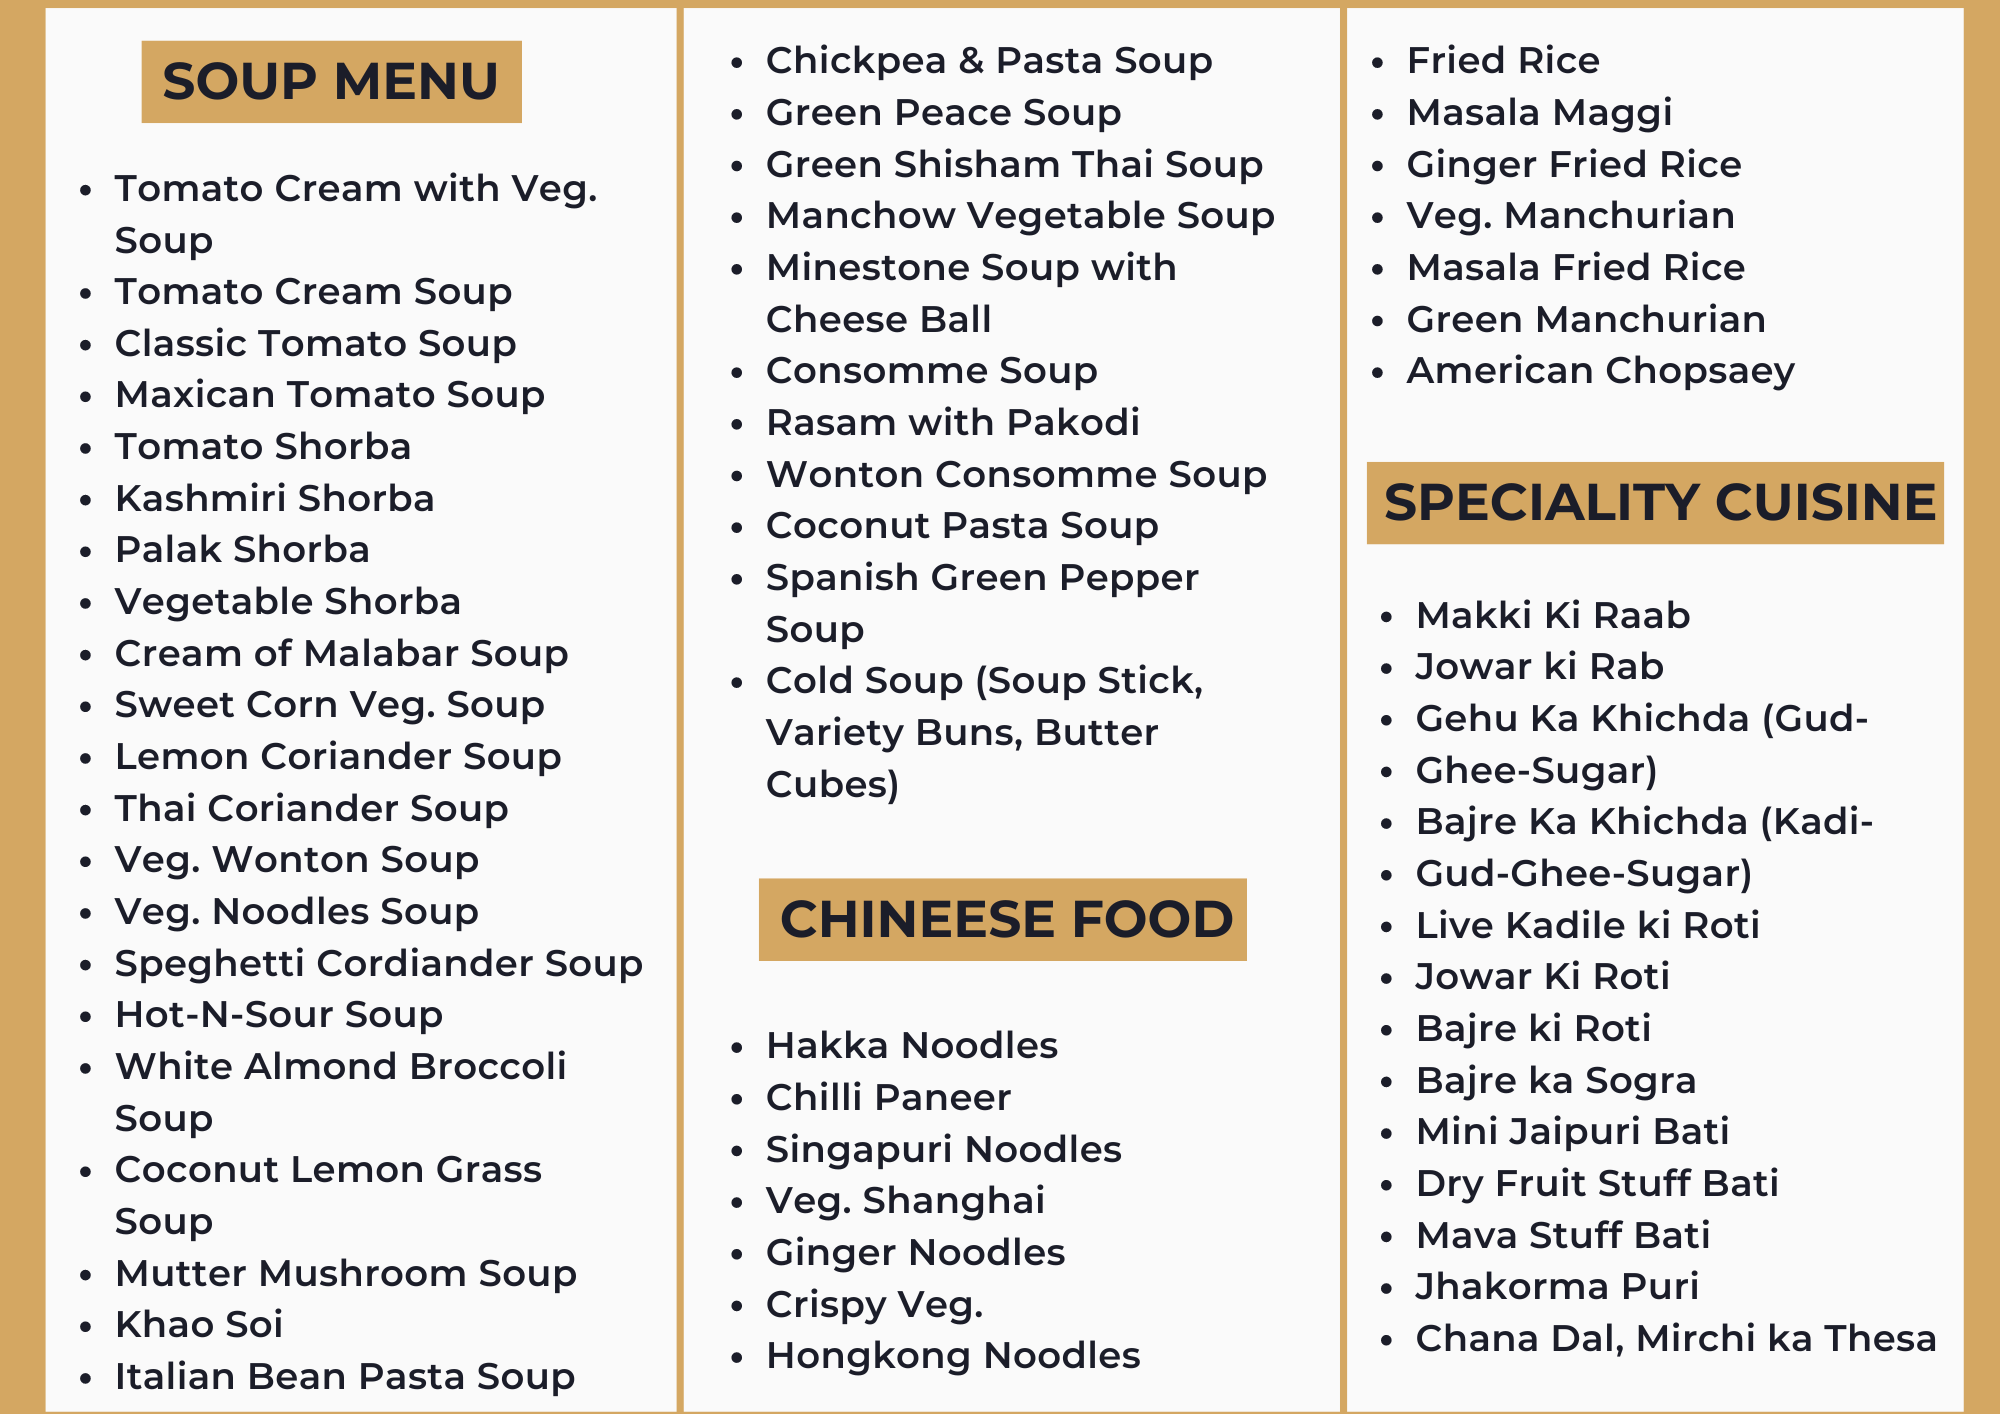 SOUP MENU
• Tomato Cream with Veg.
Soup
• Tomato Cream Soup
• Classic Tomato Soup
• Maxican Tomato Soup
• Tomato Shorba
• Kashmiri Shorba
• Palak Shorba
• Vegetable Shorba
• Cream of Malabar Soup
• Sweet Corn Veg. Soup
• Lemon Coriander Soup
• Thai Coriander Soup
• Veg. Wonton Soup
• Veg. Noodles Soup
• Speghetti Cordiander Soup
• Hot-N-Sour Soup
• White Almond Broccoli
Soup
• Coconut Lemon Grass
Soup
• Mutter Mushroom Soup
• Khao Soi
• Italian Bean Pasta Soup
• Chickpea & Pasta Soup
• Green Peace Soup
• Green Shisham Thai Soup
• Manchow Vegetable Soup
• Minestone Soup with
Cheese Ball
• Consomme Soup
• Rasam with Pakodi
• Wonton Consomme Soup
• Coconut Pasta Soup
• Spanish Green Pepper
Soup
• Cold Soup (Soup Stick,
Variety Buns, Butter
Cubes)
CHINEESE FOOD
• Hakka Noodles
• Chilli Paneer
• Singapuri Noodles
• Veg. Shanghai
• Ginger Noodles
• Crispy Veg.
• Hongkong Noodles
• Fried Rice
• Masala Maggi
• Ginger Fried Rice
• Veg. Manchurian
• Masala Fried Rice
• Green Manchurian
• American Chopsaey
SPECIALITY CUISINE
• Makki Ki Raab
• Jowar ki Rab
• Gehu Ka Khichda (Gud-
• Ghee-Sugar)
• Bajre Ka Khichda (Kadi-
• Gud-Ghee-Sugar)
• Live Kadile ki Roti
• Jowar Ki Roti
• Bajre ki Roti
• Bajre ka Sogra
• Mini Jaipuri Bati
• Dry Fruit Stuff Bati
• Mava Stuff Bati
• Jhakorma Puri
• Chana Dal, Mirchi ka Thesa